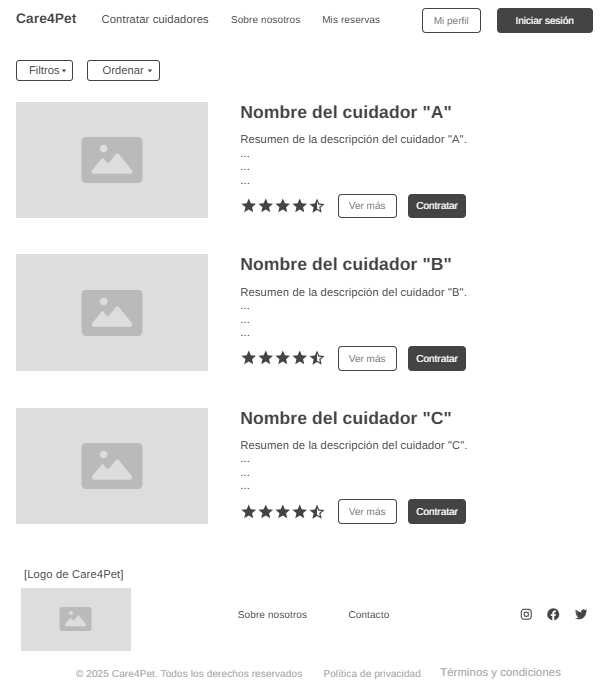 Care4Pet Contratar cuidadores Sobre nosotros Mis reservas Mi perfil Iniciar sesión
Filtros Ordenar
Nombre del cuidador "A"
Resumen de la descripción del cuidador "A".
...
...
...
Ver más Contratar
Nombre del cuidador "B"
Resumen de la descripción del cuidador "B".
...
...
...
Ver más Contratar
Nombre del cuidador "C"
Resumen de la descripción del cuidador "C".
...
...
...
Ver más Contratar
[Logo de Care4Pet]
Sobre nosotros Contacto
© 2025 Care4Pet. Todos los derechos reservados Política de privacidad Términos y condiciones